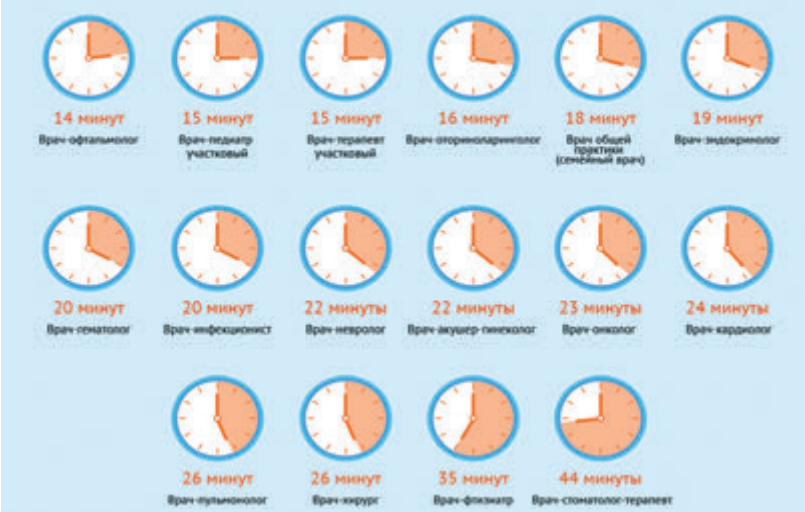 14 минут
Врач-офтальмолог
15 минут
Врач-педиатр
участковый
15 минут
Врач-терапевт
участковый
16 минут
Врач-оториноларинголог
18 минут
Врач общей
практики
(семейный врач)
19 минут
Врач-эндокринолог
20 минут
Врач-гематолог
20 минут
Врач-инфекционист
22 минуты
Врач-невролог
22 минуты
Врач-акушер-гинеколог
23 минуты
Врач-онколог
24 минуты
Врач-кардиолог
26 минут
Врач-пульмонолог
26 минут
Врач-хирург
35 минут
Врач-фтизиатр
44 минуты
Врач-стоматолог-терапевт